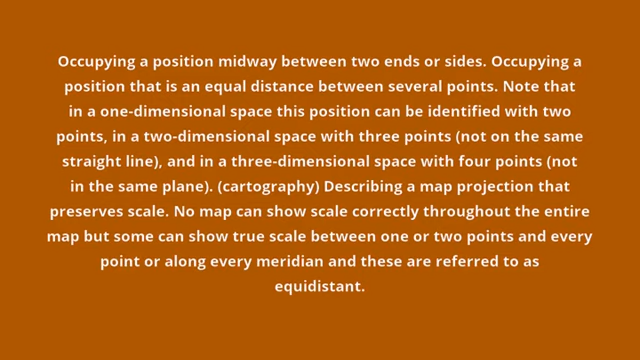 Occupying a position midway between two ends or sides. Occupying a
position that is an equal distance between several points. Note that
in a one-dimensional space this position can be identified with two
points, in a two-dimensional space with three points (not on the same
straight line), and in a three-dimensional space with four points (not
in the same plane). (cartography) Describing a map projection that
preserves scale. No map can show scale correctly throughout the entire
map but some can show true scale between one or two points and every
point or along every meridian and these are referred to as
equidistant.